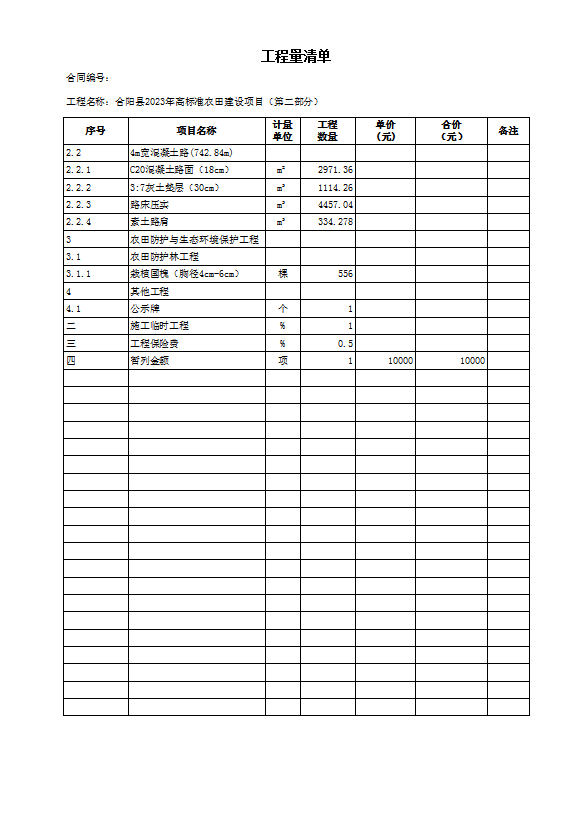 工程量清单
合同编号:
工程名称: 合阳县2023年高标准农田建设项目（第二部分）
序号 项目名称 计量单位 工程数量 单价（元） 合价（元） 备注
2.2 4m宽混凝土路(742.84m)
2.2.1 C20混凝土路面（18cm） m² 2971.36
2.2.2 3:7灰土垫层（30cm） m³ 1114.26
2.2.3 路床压实 m² 4457.04
2.2.4 素土路肩 m³ 334.278
3 农田防护与生态环境保护工程
3.1 农田防护林工程
3.1.1 栽植国槐（胸径4cm-6cm） 棵 556
4 其他工程
4.1 公示牌 个 1
二 施工临时工程 % 1
三 工程保险费 % 0.5
四 暂列金额 项 1 10000 10000